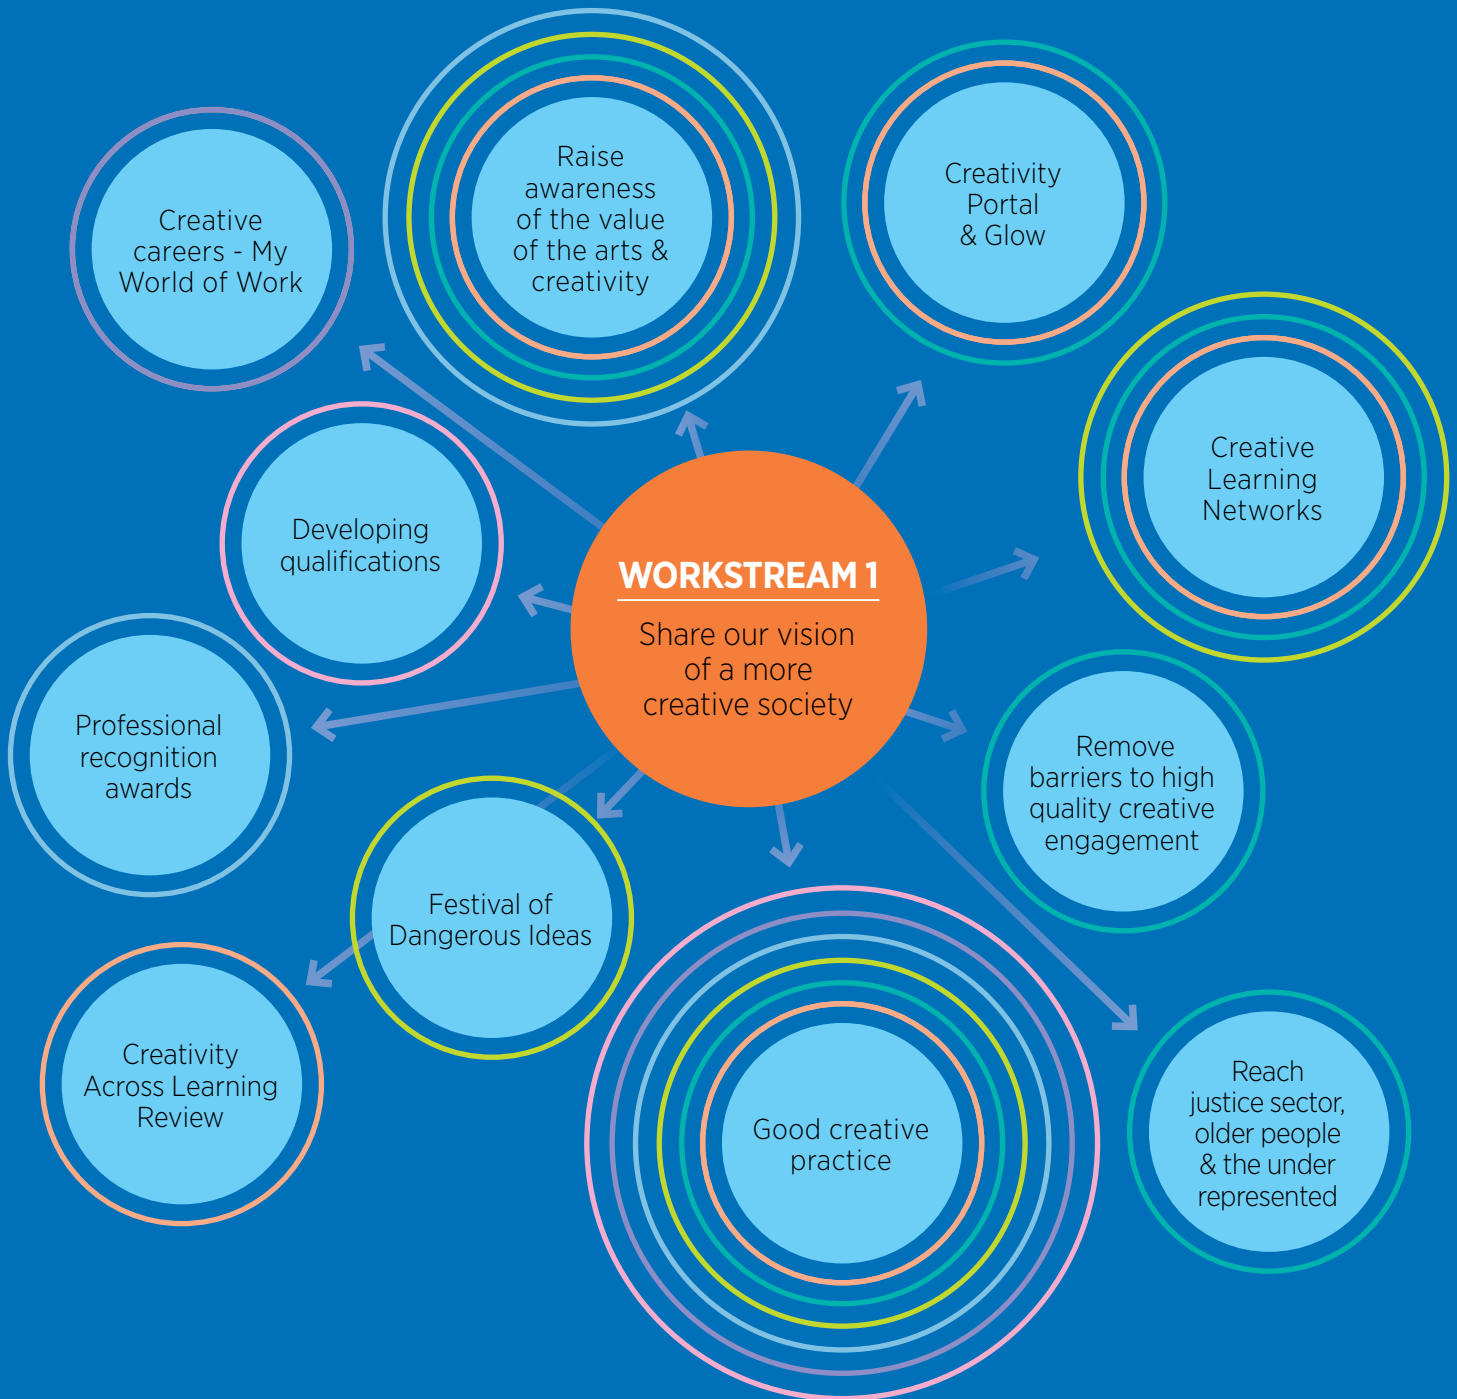 Creative
careers - My
World of Work
Raise
awareness
of the value
of the arts &
creativity
Creativity
Portal
& Glow
Creative
Learning
Networks
Developing
qualifications
WORKSTREAM 1
Share our vision
of a more
creative society
Professional
recognition
awards
Remove
barriers to high
quality creative
engagement
Festival of
Dangerous Ideas
Creativity
Across Learning
Review
Good creative
practice
Reach
justice sector,
older people
& the under
represented